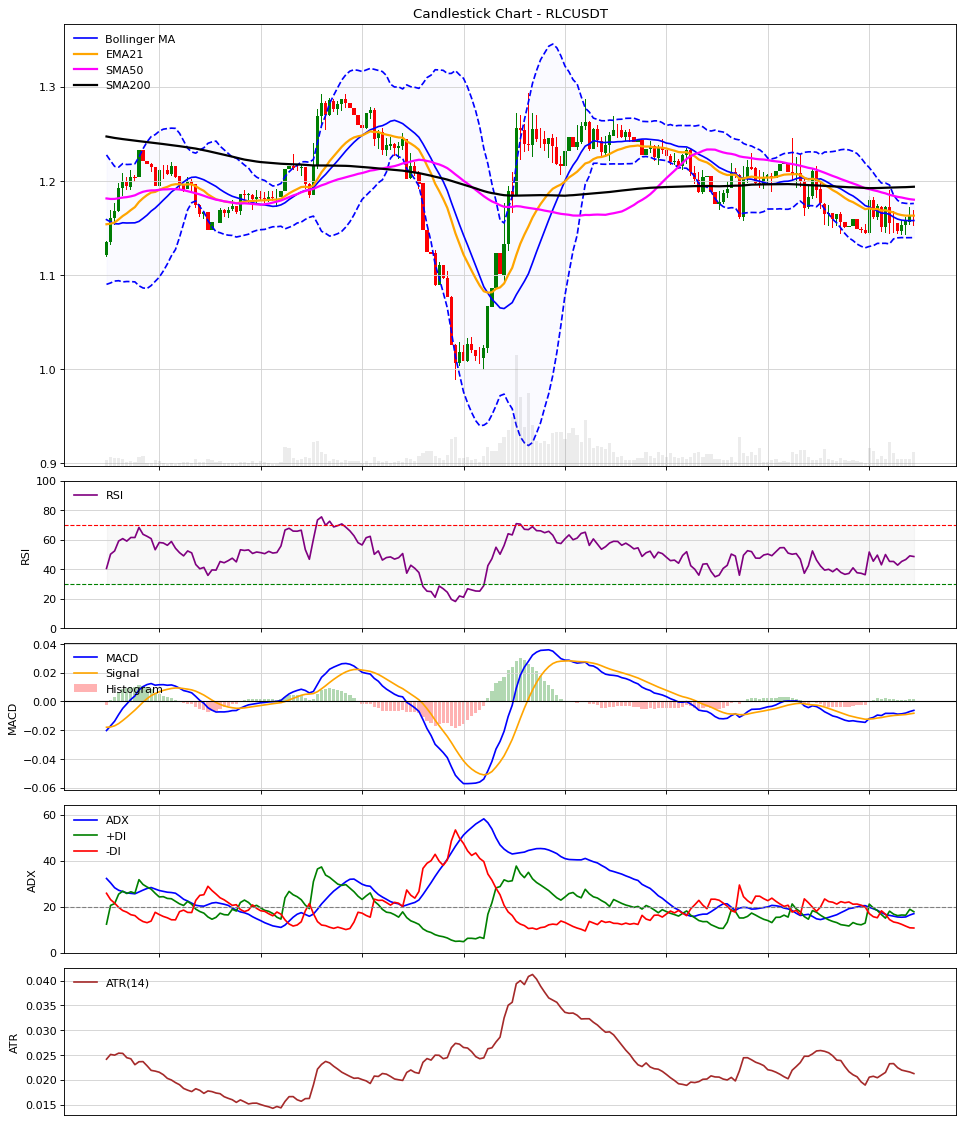 Candlestick Chart - RLCUSDT
Bollinger MA
EMA21
SMA50
SMA200
1.3
1.2
1.1
1.0
0.9
RSI
RSI
100
80
60
40
20
0
MACD
MACD
Signal
Histogram
0.04
0.02
0.00
−0.02
−0.04
−0.06
ADX
ADX
+DI
-DI
60
40
20
0
ATR
ATR(14)
0.040
0.035
0.030
0.025
0.020
0.015